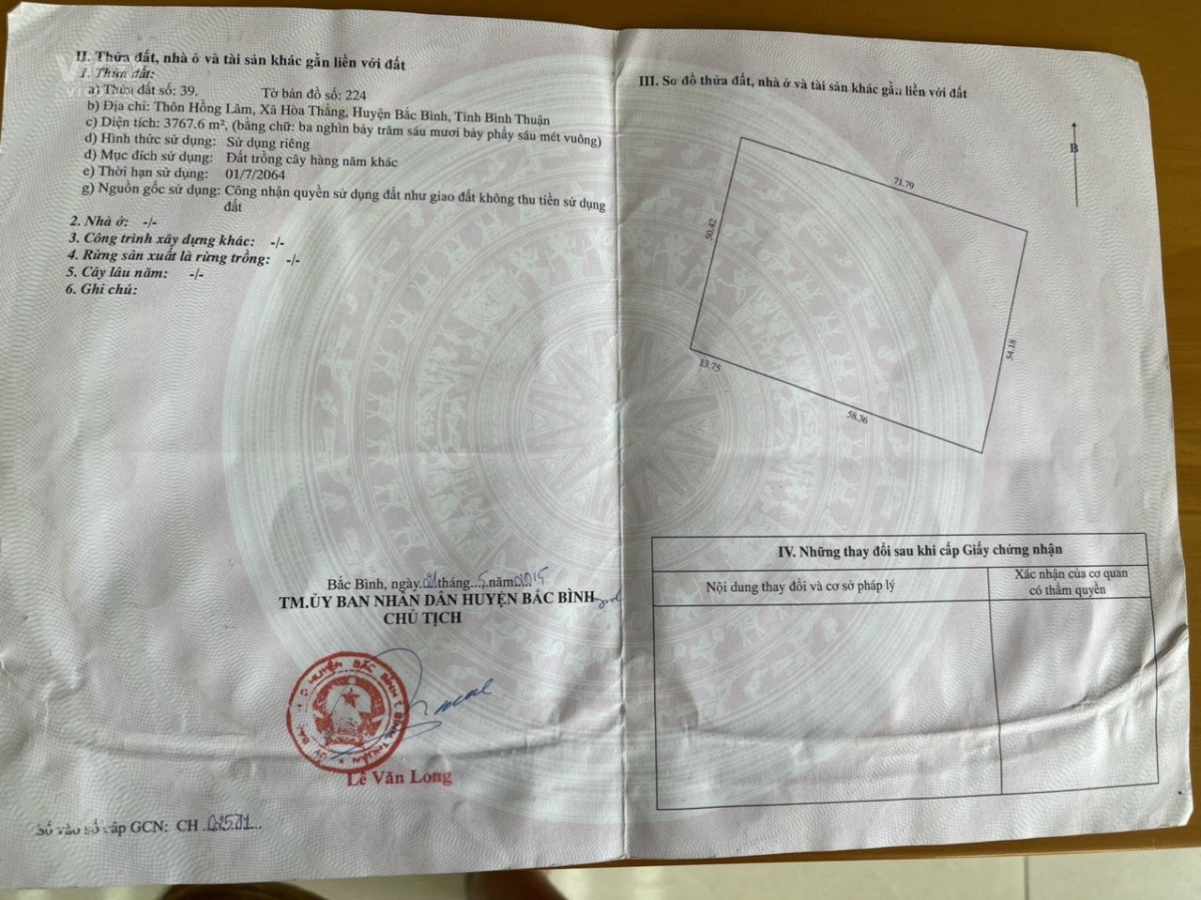 II. Thửa đất, nhà ở và tài sản khác gắn liền với đất
1. Thửa đất:
a) Thửa đất số: 39. Tờ bản đồ số: 224
b) Địa chỉ: Thôn Hồng Lâm, Xã Hòa Thắng, Huyện Bắc Bình, Tỉnh Bình Thuận
c) Diện tích: 3767.6 m², (bằng chữ: ba nghìn bảy trăm sáu mươi bảy phẩy sáu mét vuông)
d) Hình thức sử dụng: Sử dụng riêng
đ) Mục đích sử dụng: Đất trồng cây hàng năm khác
e) Thời hạn sử dụng: 01/7/2064
g) Nguồn gốc sử dụng: Công nhận quyền sử dụng đất như giao đất không thu tiền sử dụng
đất
2. Nhà ở: -/-
3. Công trình xây dựng khác: -/-
4. Rừng sản xuất là rừng trồng: -/-
5. Cây lâu năm: -/-
6. Ghi chú:
Bắc Bình, ngày tháng 5 năm 2015
TM.ỦY BAN NHÂN DÂN HUYỆN BẮC BÌNH
CHỦ TỊCH
HUYỆN BẮC BÌNH T. BÌNH THUẬN
Lê Văn Long
Số vào sổ cấp GCN: CH
III. Sơ đồ thửa đất, nhà ở và tài sản khác gắn liền với đất
B
71.79
50.42
54.18
13.75
58.36
IV. Những thay đổi sau khi cấp Giấy chứng nhận
Nội dung thay đổi và cơ sở pháp lý
Xác nhận của cơ quan
có thẩm quyền